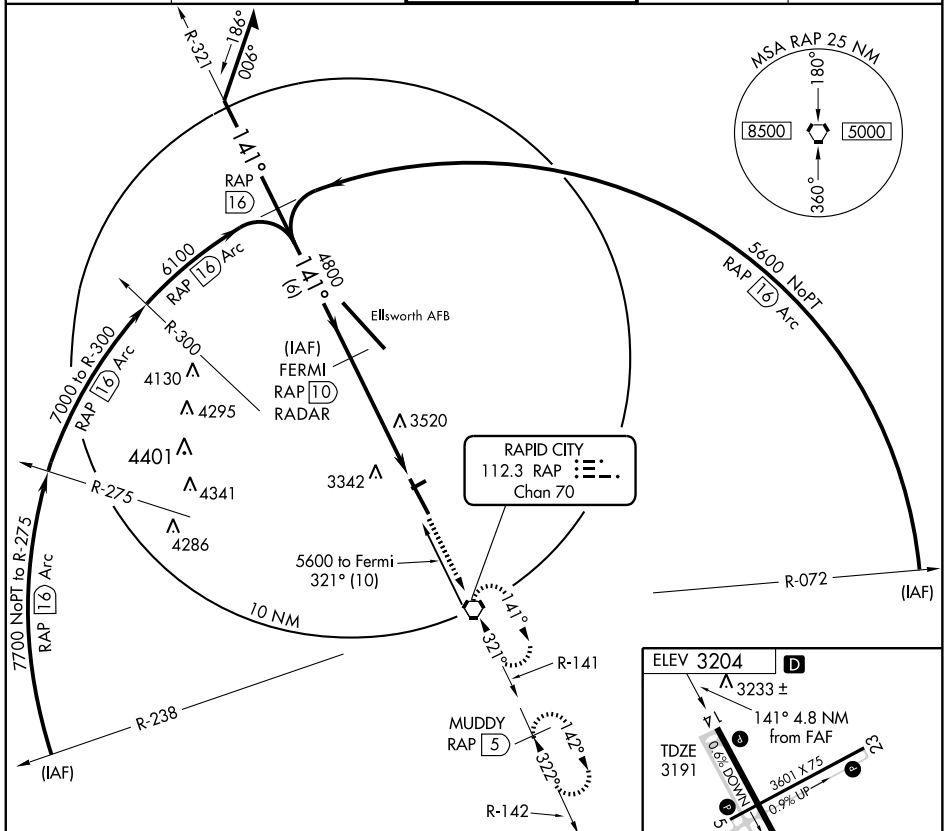 R-321
186°
006°
MSA RAP 25 NM
180°
8500
5000
360°
141°
RAP
16
6100
RAP 16 Arc
4800
141°
(6)
5600 NoPT
RAP 16 Arc
Ellsworth AFB
7000 to R-300
RAP 16 Arc
R-300
(IAF)
FERMI
RAP 10
RADAR
4130
4295
4401
4341
4286
3520
3342
RAPID CITY
112.3 RAP
Chan 70
R-275
7700 NoPT to R-275
RAP 16 Arc
5600 to Fermi
321° (10)
R-072
(IAF)
10 NM
141°
321°
R-141
R-238
(IAF)
MUDDY
RAP 5
142°
322°
R-142
ELEV 3204
D
3233 ±
141° 4.8 NM
from FAF
14
TDZE
3191
0.6% DOWN
P
3601 X 75
23
0.9% UP
P
P
5